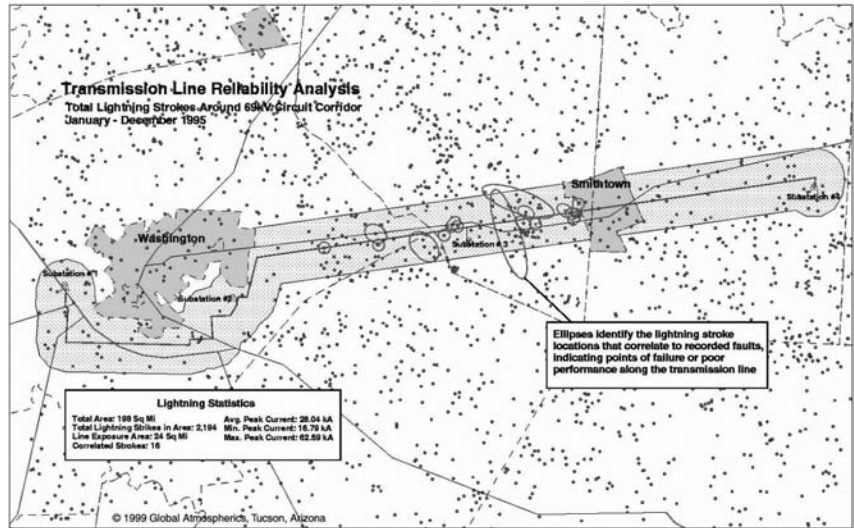 Transmission Line Reliability Analysis
Total Lightning Strokes Around 69kV Circuit Corridor
January - December 1995
Smithtown
Washington
Substation #1
Substation #2
Substation # 3
Ellipses identify the lightning stroke
locations that correlate to recorded faults,
indicating points of failure or poor
performance along the transmission line
Lightning Statistics
Total Area: 198 Sq Mi
Total Lightning Strikes in Area: 2,194
Line Exposure Area: 24 Sq Mi
Correlated Strokes: 16
Avg. Peak Current: 26.04 kA
Min. Peak Current: 16.79 kA
Max. Peak Current: 62.59 kA
© 1999 Global Atmospherics, Tucson, Arizona